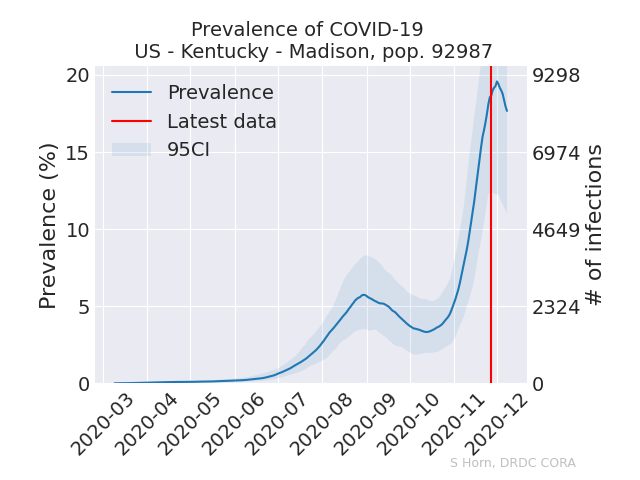 Prevalence of COVID-19
US - Kentucky - Madison, pop. 92987
Prevalence
Latest data
95CI
Prevalence (%)
20
15
10
5
0
9298
6974
4649
2324
0
# of infections
2020-03
2020-04
2020-05
2020-06
2020-07
2020-08
2020-09
2020-10
2020-11
2020-12
S Horn, DRDC CORA